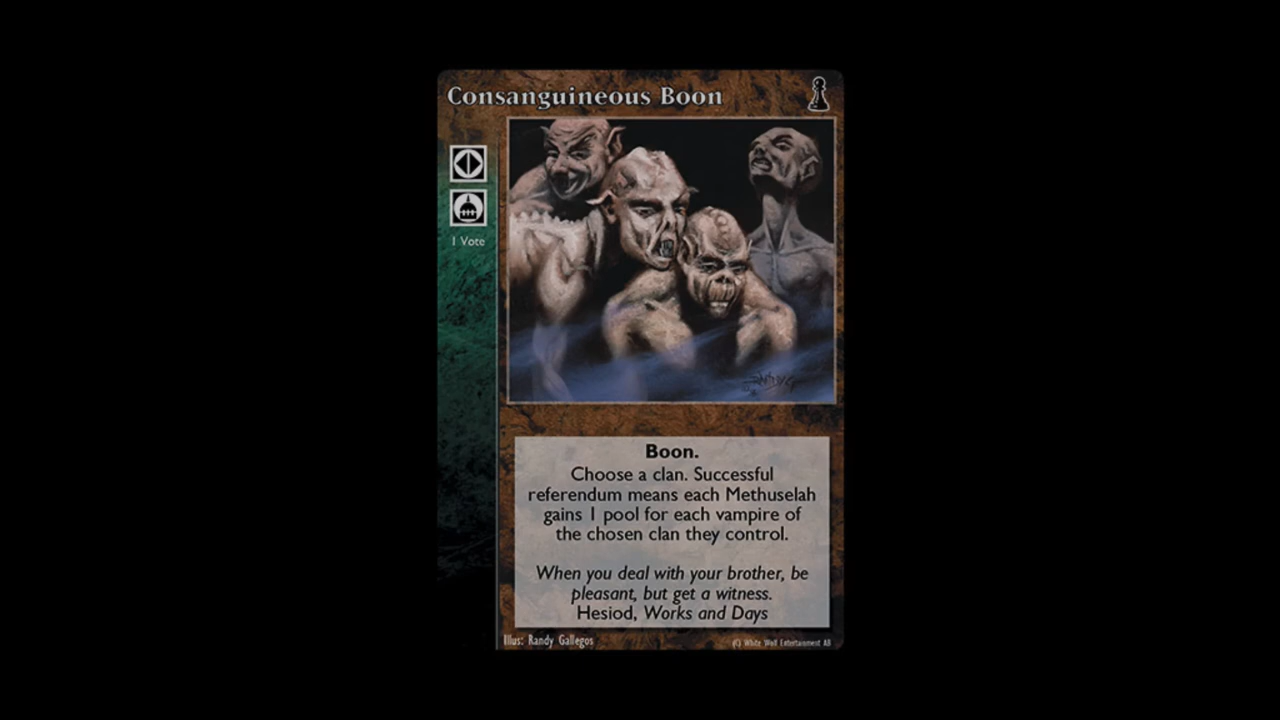 Consanguineous Boon
1 Vote
Boon.
Choose a clan. Successful
referendum means each Methuselah
gains 1 pool for each vampire of
the chosen clan they control.
When you deal with your brother, be
pleasant, but get a witness.
Hesiod, Works and Days
Illus: Randy Gallegos
(C) White Wolf Entertainment AB